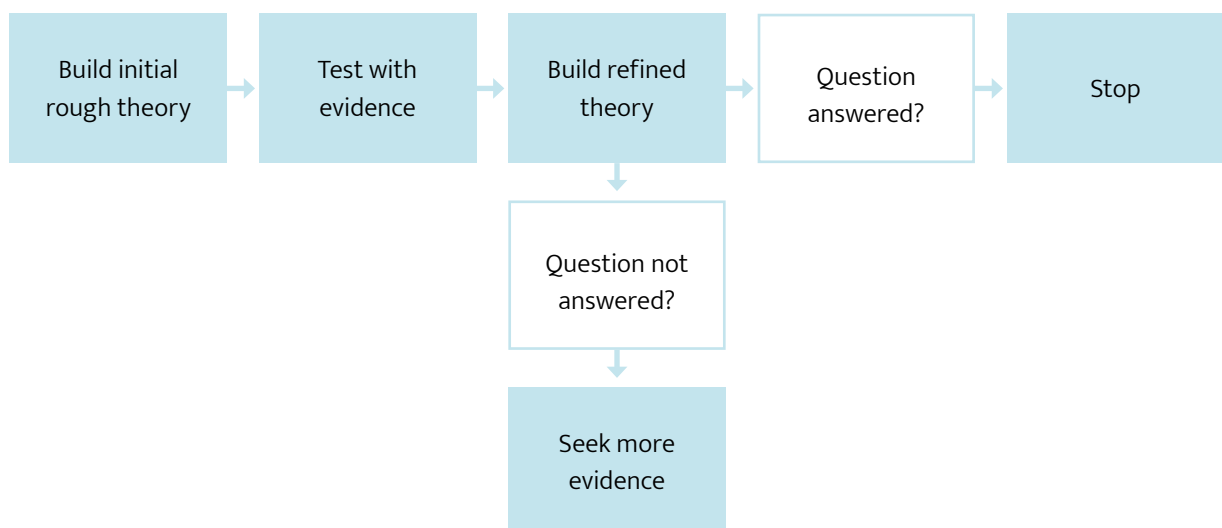 Build initial
rough theory
Test with
evidence
Build refined
theory
Question
answered?
Stop
Question not
answered?
Seek more
evidence